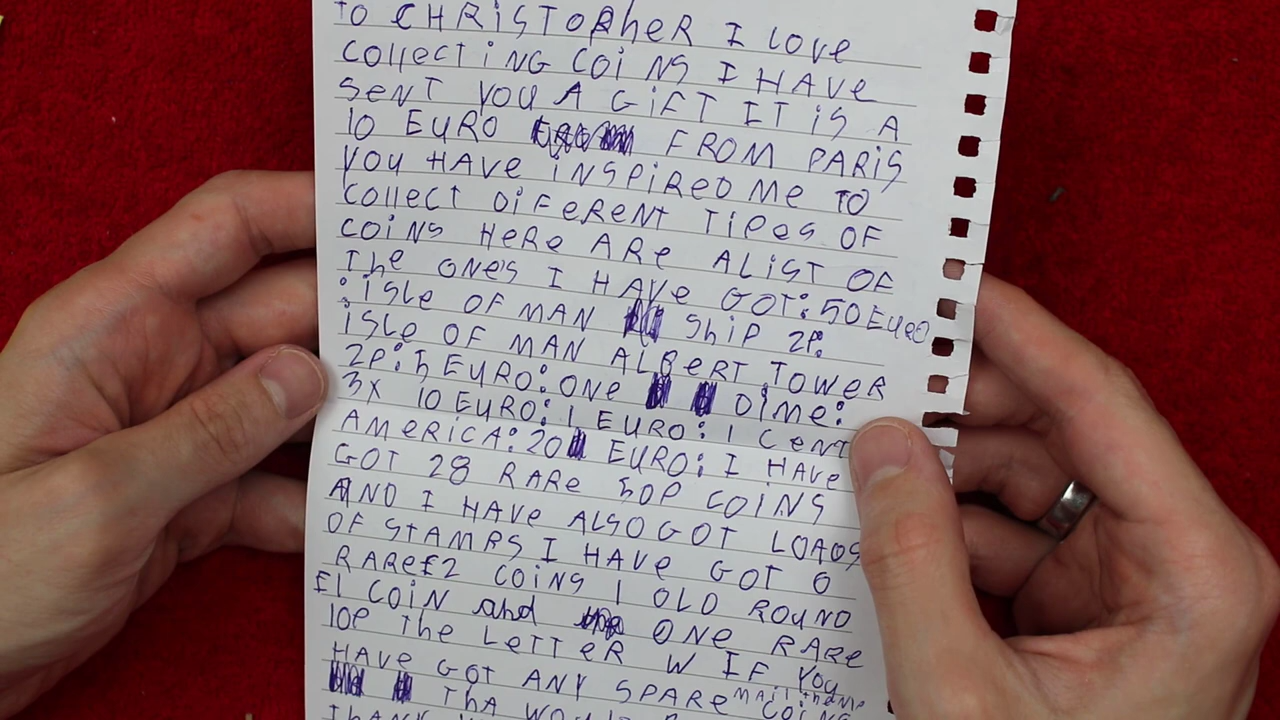 TO CHRiSTOPheR I Love
collecTiNG COiNS I HAVe
SeNT YOU A GiFT IT iS A
10 EURO FROM PARiS
YOU HAVE iNSPiRED Me TO
COllecT DiFeReNT TiPeS OF
COiNS HeRe ARe ALiST OF
The ONe'S I HAVe GOT: 50 EURO
: iSle OF MAN ShiP 2P:
iSle OF MAN ALBeRT TOWeR
2P: 5 EURO: ONe DiMe:
3X 10 EURO: 1 EURO: 1 CeNT
AMeRiCA: 20 EURO: I HAVe
GOT 28 RARe 50P COiNS
AND I HAVe ALSO GOT LOADS
OF STAMPS I HAVe GOT 0
RARe £2 COiNS 1 OLD ROUND
£1 COiN and ONe RARe
10P The LeTTeR W IF YOU
HAVe GOT ANY SPARe COiNS
ThA